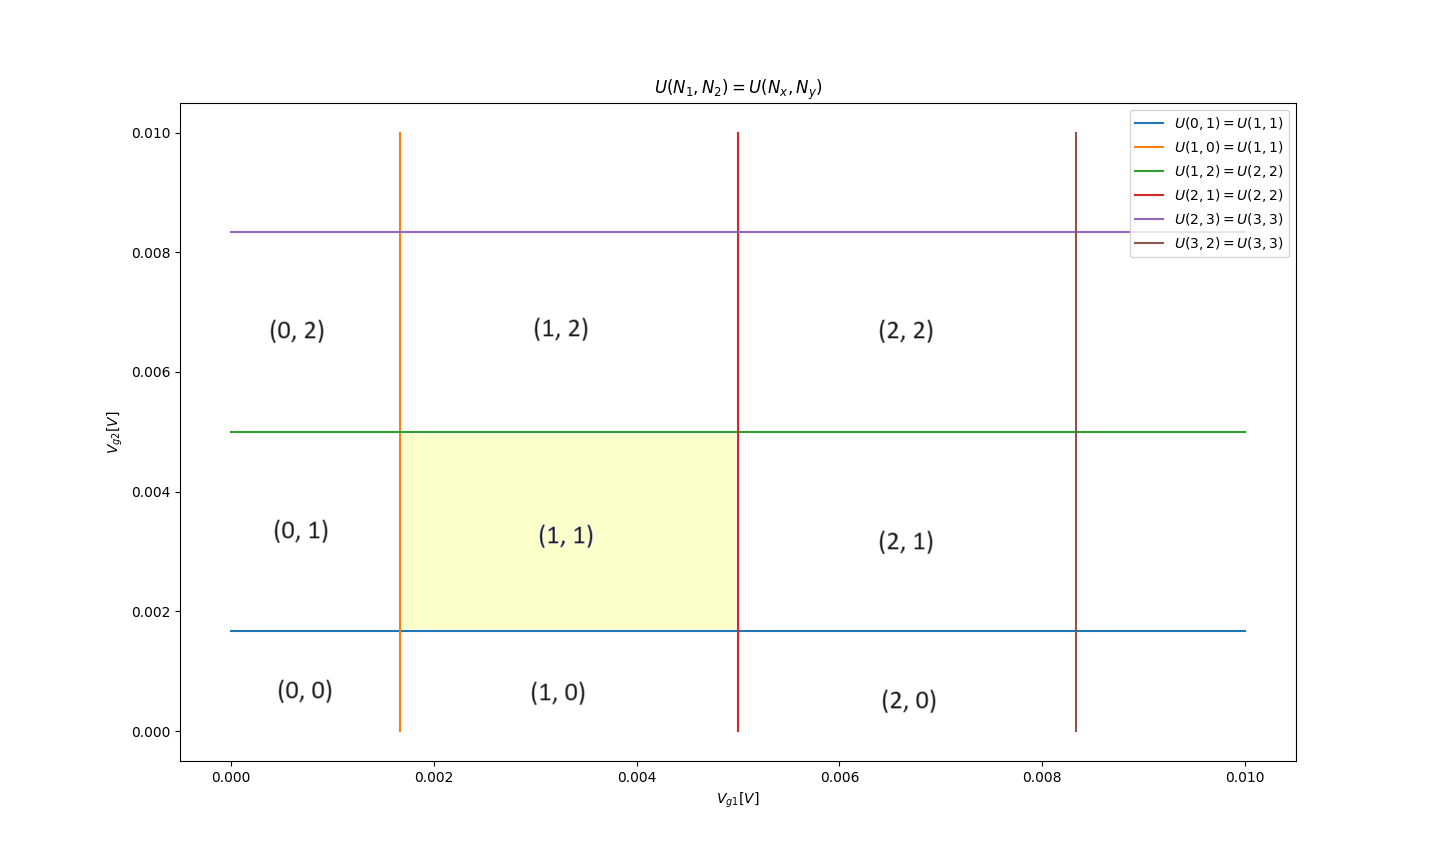 U(N₁, N₂) = U(Nₓ, Nᵧ)
U(0, 1) = U(1, 1)
U(1, 0) = U(1, 1)
U(1, 2) = U(2, 2)
U(2, 1) = U(2, 2)
U(2, 3) = U(3, 3)
U(3, 2) = U(3, 3)
0.010
0.008
0.006
0.004
0.002
0.000
V_g2[V]
(0, 2)
(1, 2)
(2, 2)
(0, 1)
(1, 1)
(2, 1)
(0, 0)
(1, 0)
(2, 0)
0.000
0.002
0.004
0.006
0.008
0.010
V_g1[V]